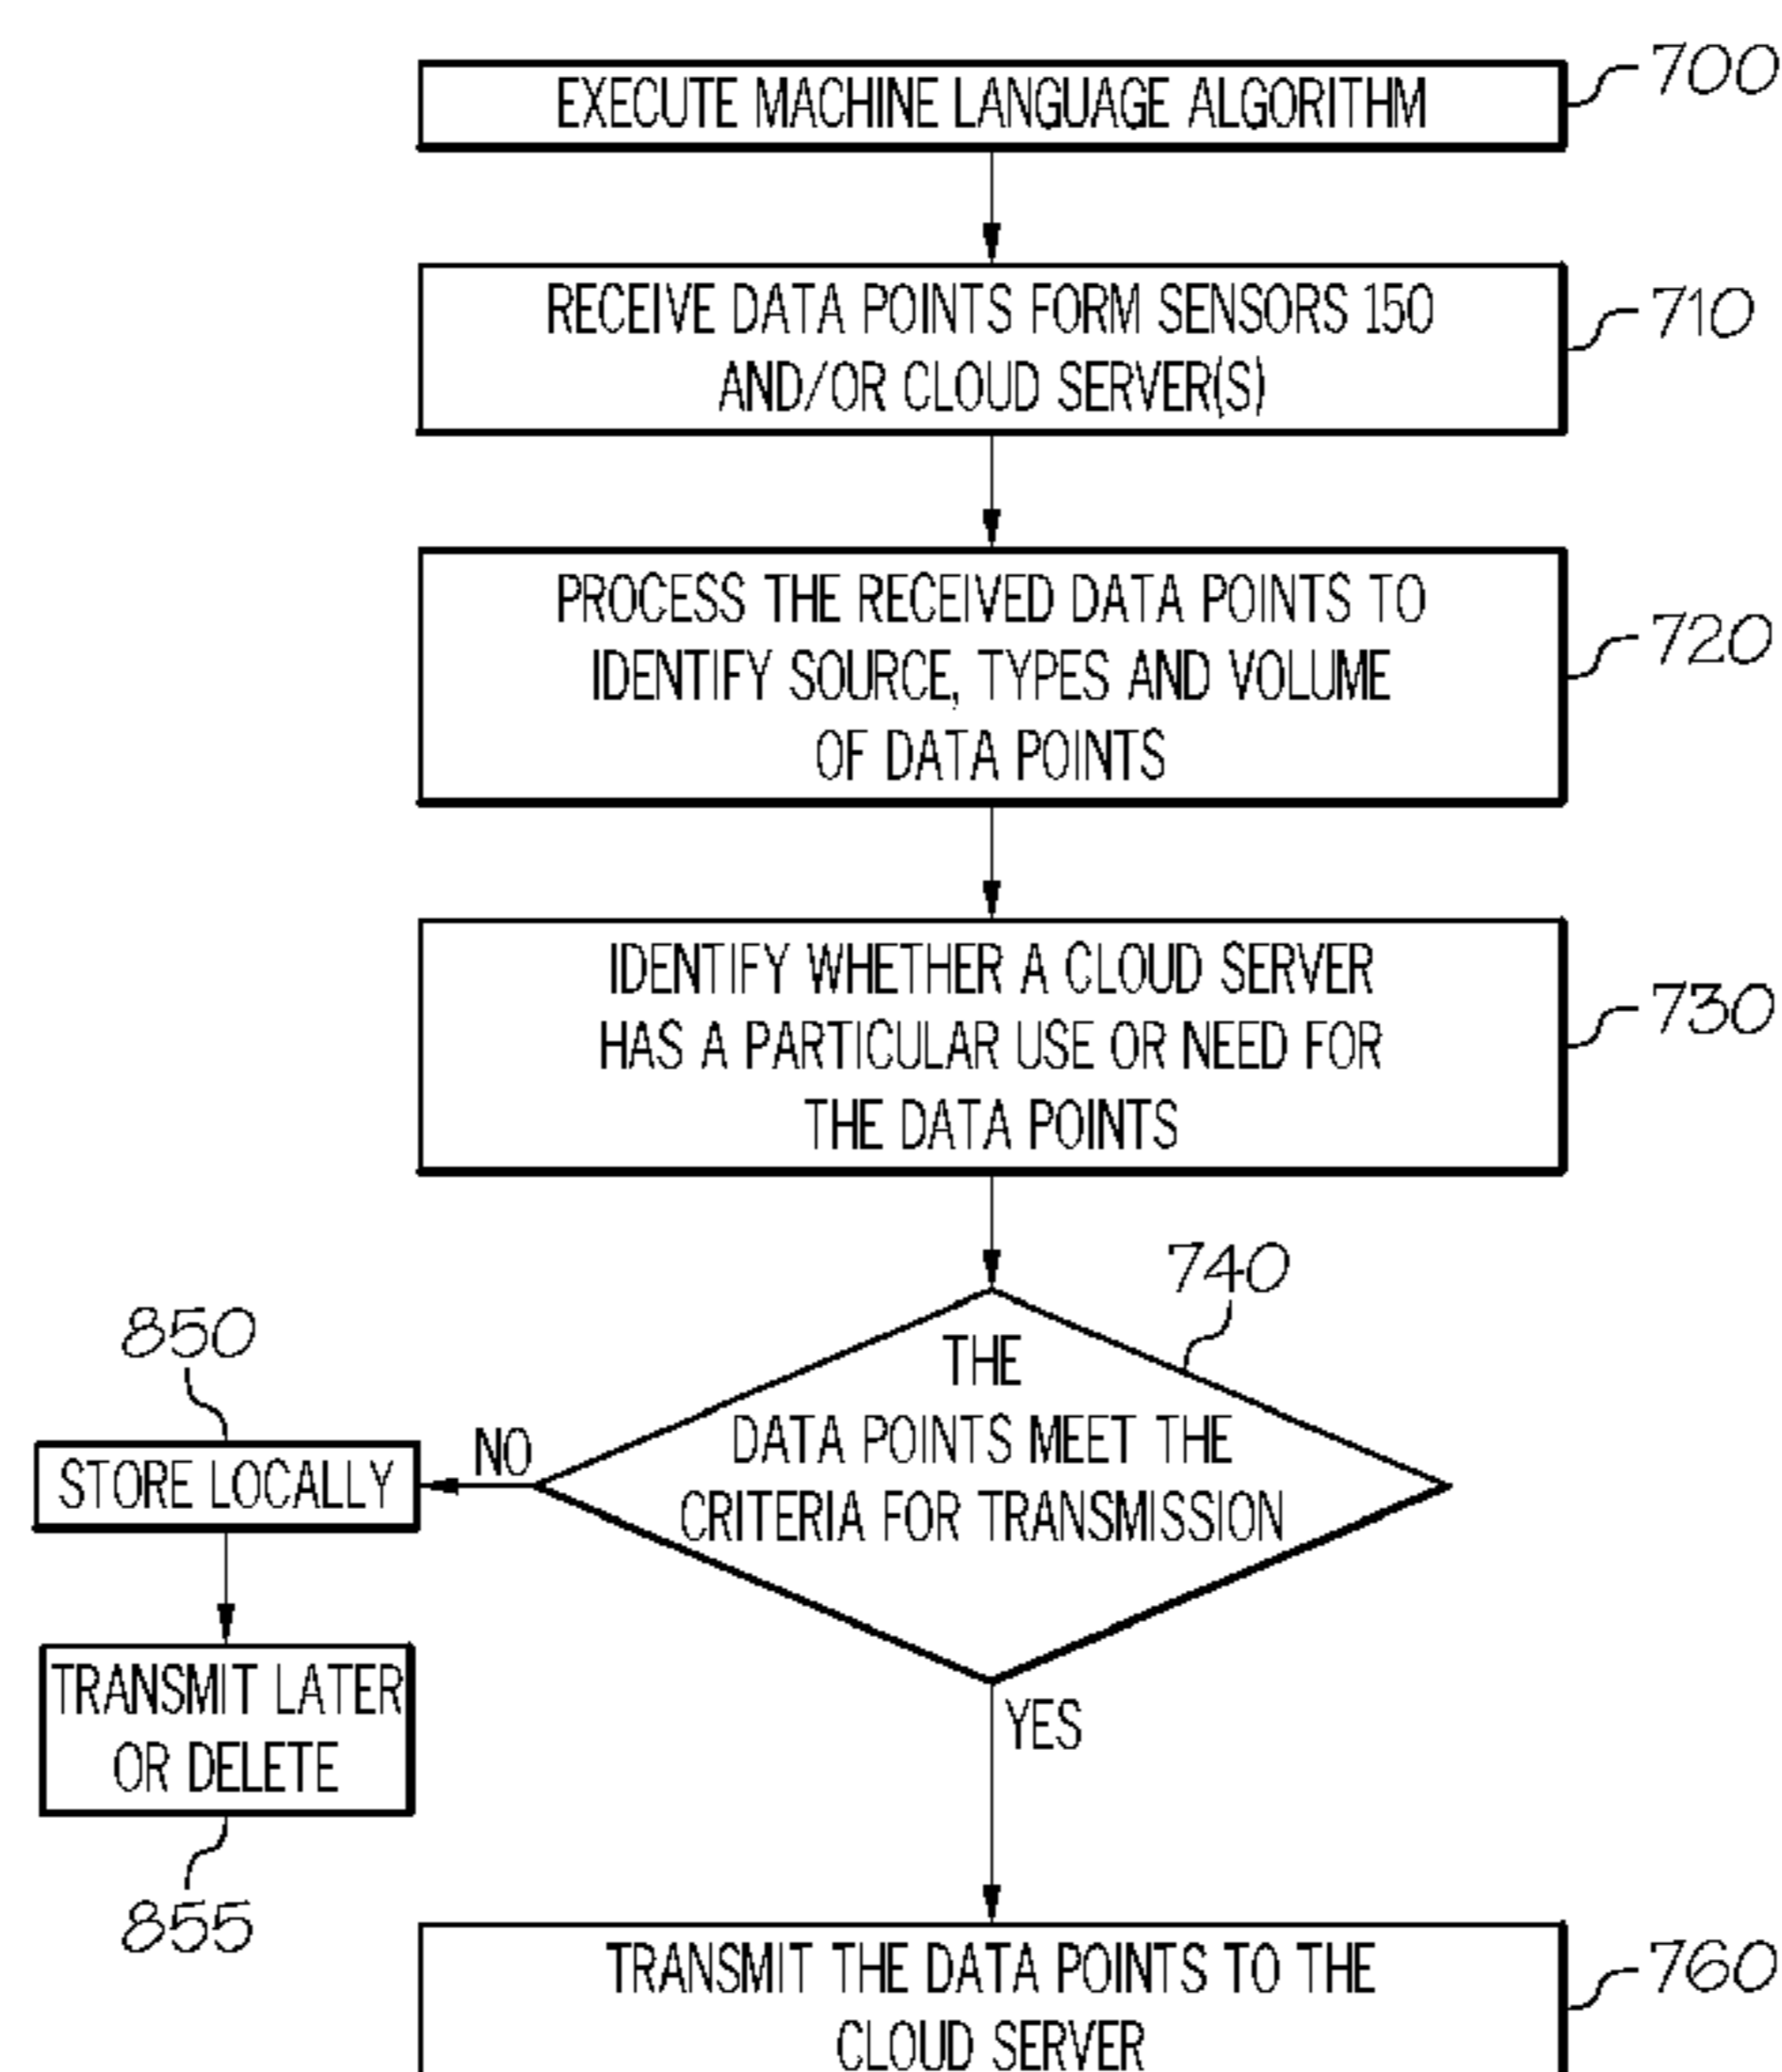 EXECUTE MACHINE LANGUAGE ALGORITHM
700
RECEIVE DATA POINTS FORM SENSORS 150
AND/OR CLOUD SERVER(S)
710
PROCESS THE RECEIVED DATA POINTS TO
IDENTIFY SOURCE, TYPES AND VOLUME
OF DATA POINTS
720
IDENTIFY WHETHER A CLOUD SERVER
HAS A PARTICULAR USE OR NEED FOR
THE DATA POINTS
730
740
THE
DATA POINTS MEET THE
CRITERIA FOR TRANSMISSION
NO
850
STORE LOCALLY
TRANSMIT LATER
OR DELETE
855
YES
TRANSMIT THE DATA POINTS TO THE
CLOUD SERVER
760